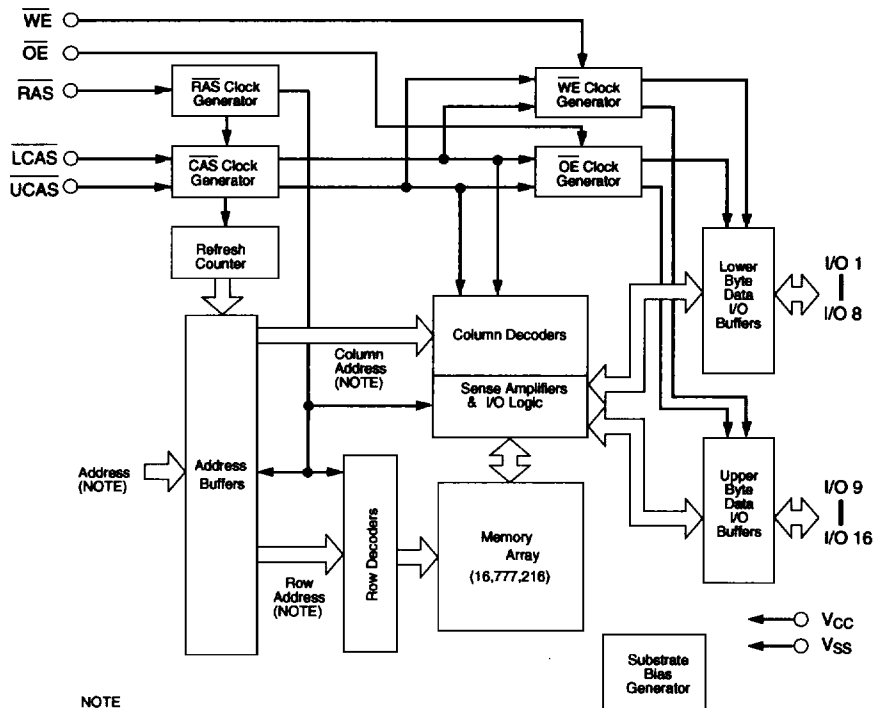 WE
OE
RAS
RAS Clock
Generator
WE Clock
Generator
LCAS
UCAS
CAS Clock
Generator
OE Clock
Generator
Refresh
Counter
Lower
Byte
Data
I/O
Buffers
I/O 1
I/O 8
Column Decoders
Column
Address
(NOTE)
Sense Amplifiers
& I/O Logic
Address
(NOTE)
Address
Buffers
Row Decoders
Row
Address
(NOTE)
Memory
Array
(16,777,216)
Upper
Byte
Data
I/O
Buffers
I/O 9
I/O 16
VCC
VSS
Substrate
Bias
Generator
NOTE